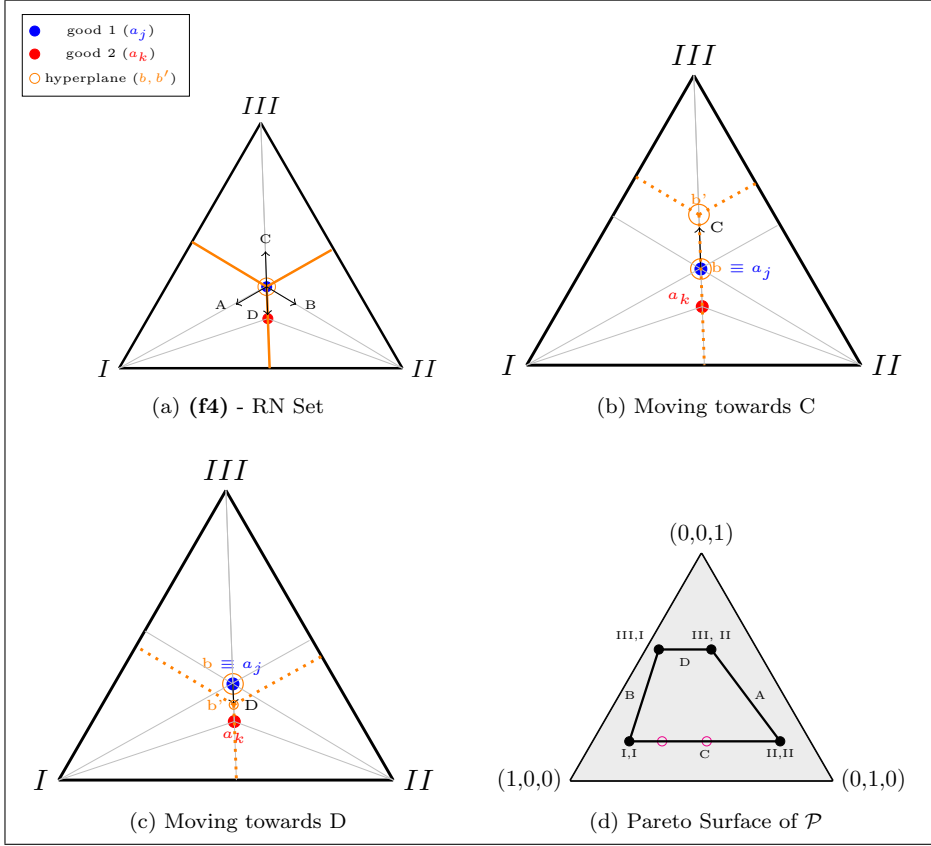 good 1 (a_j)
good 2 (a_k)
hyperplane (b, b′)
III
C
A
B
D
I
II
(a) (f4) - RN Set
III
b'
C
b ≡ a_j
a_k
I
II
(b) Moving towards C
III
b ≡ a_j
b'
D
a_k
I
II
(c) Moving towards D
(0,0,1)
III,I
III, II
D
B
A
I,I
C
II,II
(1,0,0)
(0,1,0)
(d) Pareto Surface of 𝒫